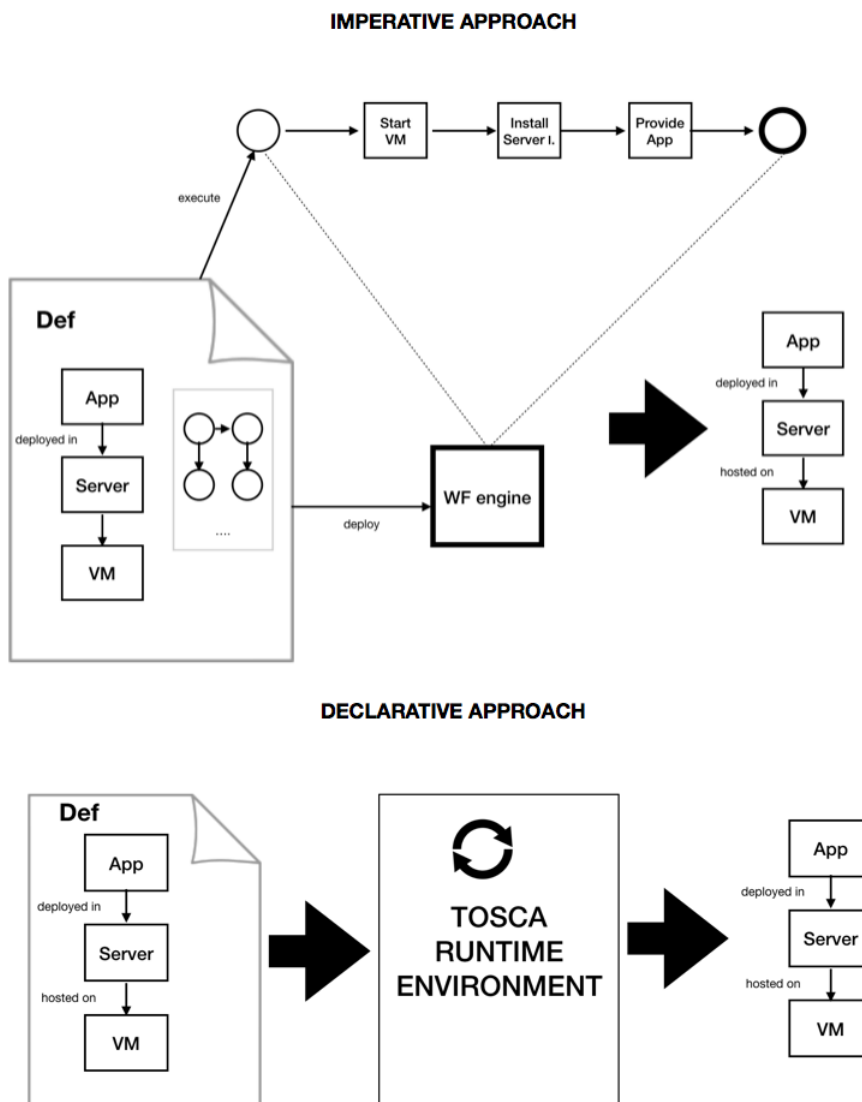 IMPERATIVE APPROACH
Start
VM
Install
Server I.
Provide
App
execute
Def
App
deployed in
Server
VM
....
deploy
WF engine
App
deployed in
Server
hosted on
VM
DECLARATIVE APPROACH
Def
App
deployed in
Server
hosted on
VM
TOSCA
RUNTIME
ENVIRONMENT
App
deployed in
Server
hosted on
VM